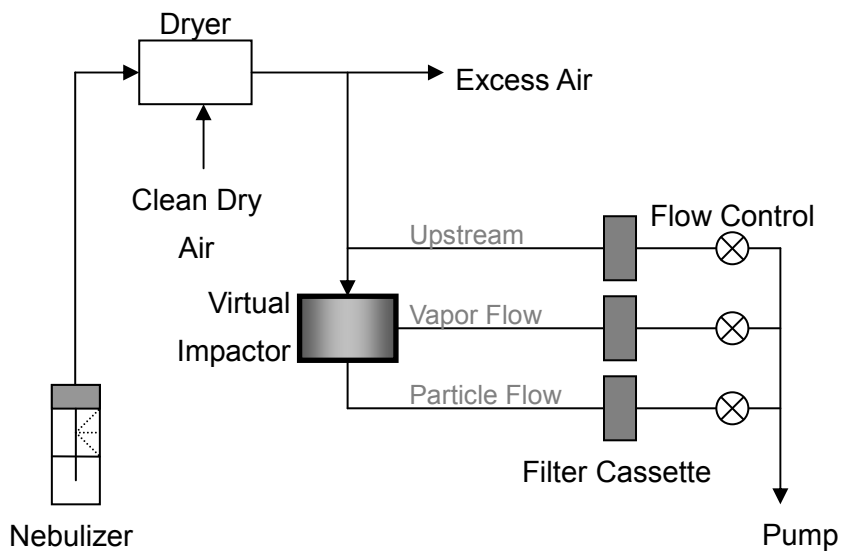 Dryer
Excess Air
Clean Dry
Air
Flow Control
Upstream
Virtual
Impactor
Vapor Flow
Particle Flow
Filter Cassette
Nebulizer
Pump